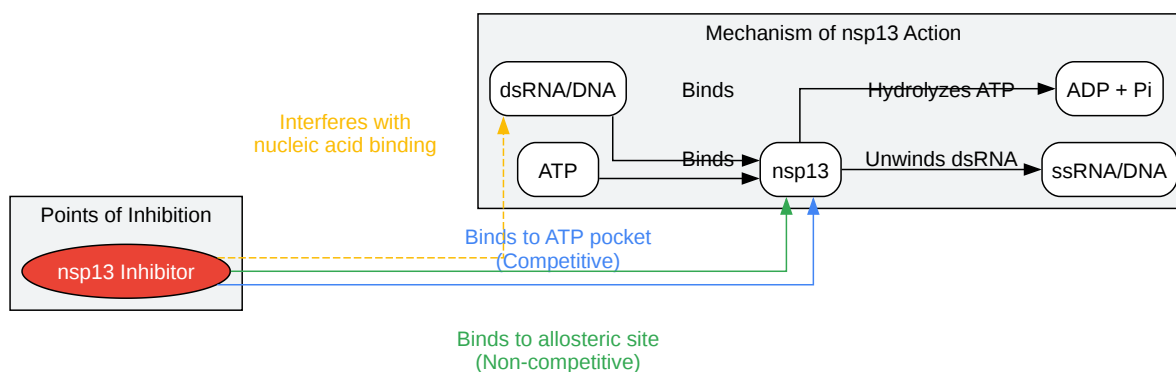 Mechanism of nsp13 Action
dsRNA/DNA
Binds
Hydrolyzes ATP
ADP + Pi
Interferes with
nucleic acid binding
ATP
Binds
nsp13
Unwinds dsRNA
ssRNA/DNA
Points of Inhibition
nsp13 Inhibitor
Binds to ATP pocket
(Competitive)
Binds to allosteric site
(Non-competitive)